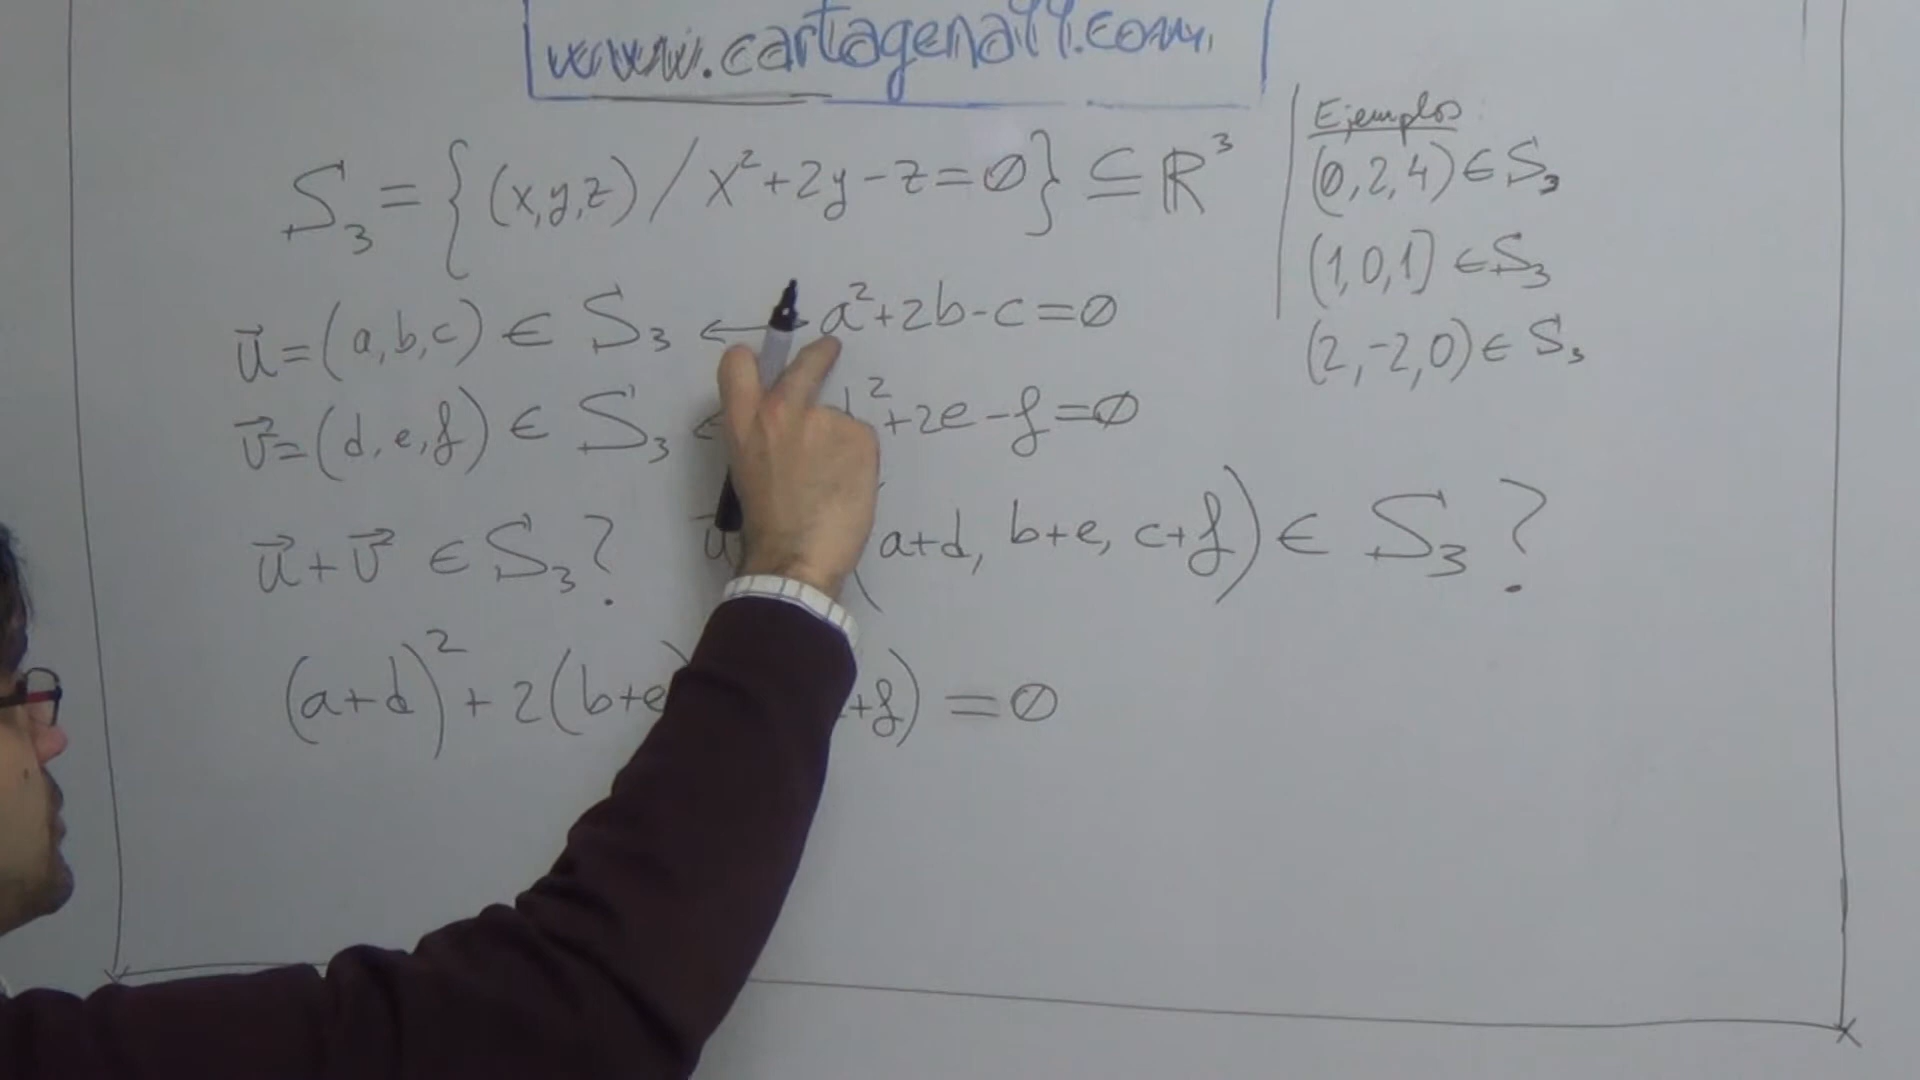 www.cartagena99.com
S₃ = {(x,y,z) / x²+2y-z=0} ⊆ ℝ³
u⃗=(a,b,c) ∈ S₃ ← a²+2b-c=0
v⃗=(d,e,f) ∈ S₃ ← d²+2e-f=0
u⃗+v⃗ ∈ S₃? (a+d, b+e, c+f) ∈ S₃?
(a+d)²+2(b+e) +f) = 0
Ejemplos
(0,2,4) ∈ S₃
(1,0,1) ∈ S₃
(2,-2,0) ∈ S₃